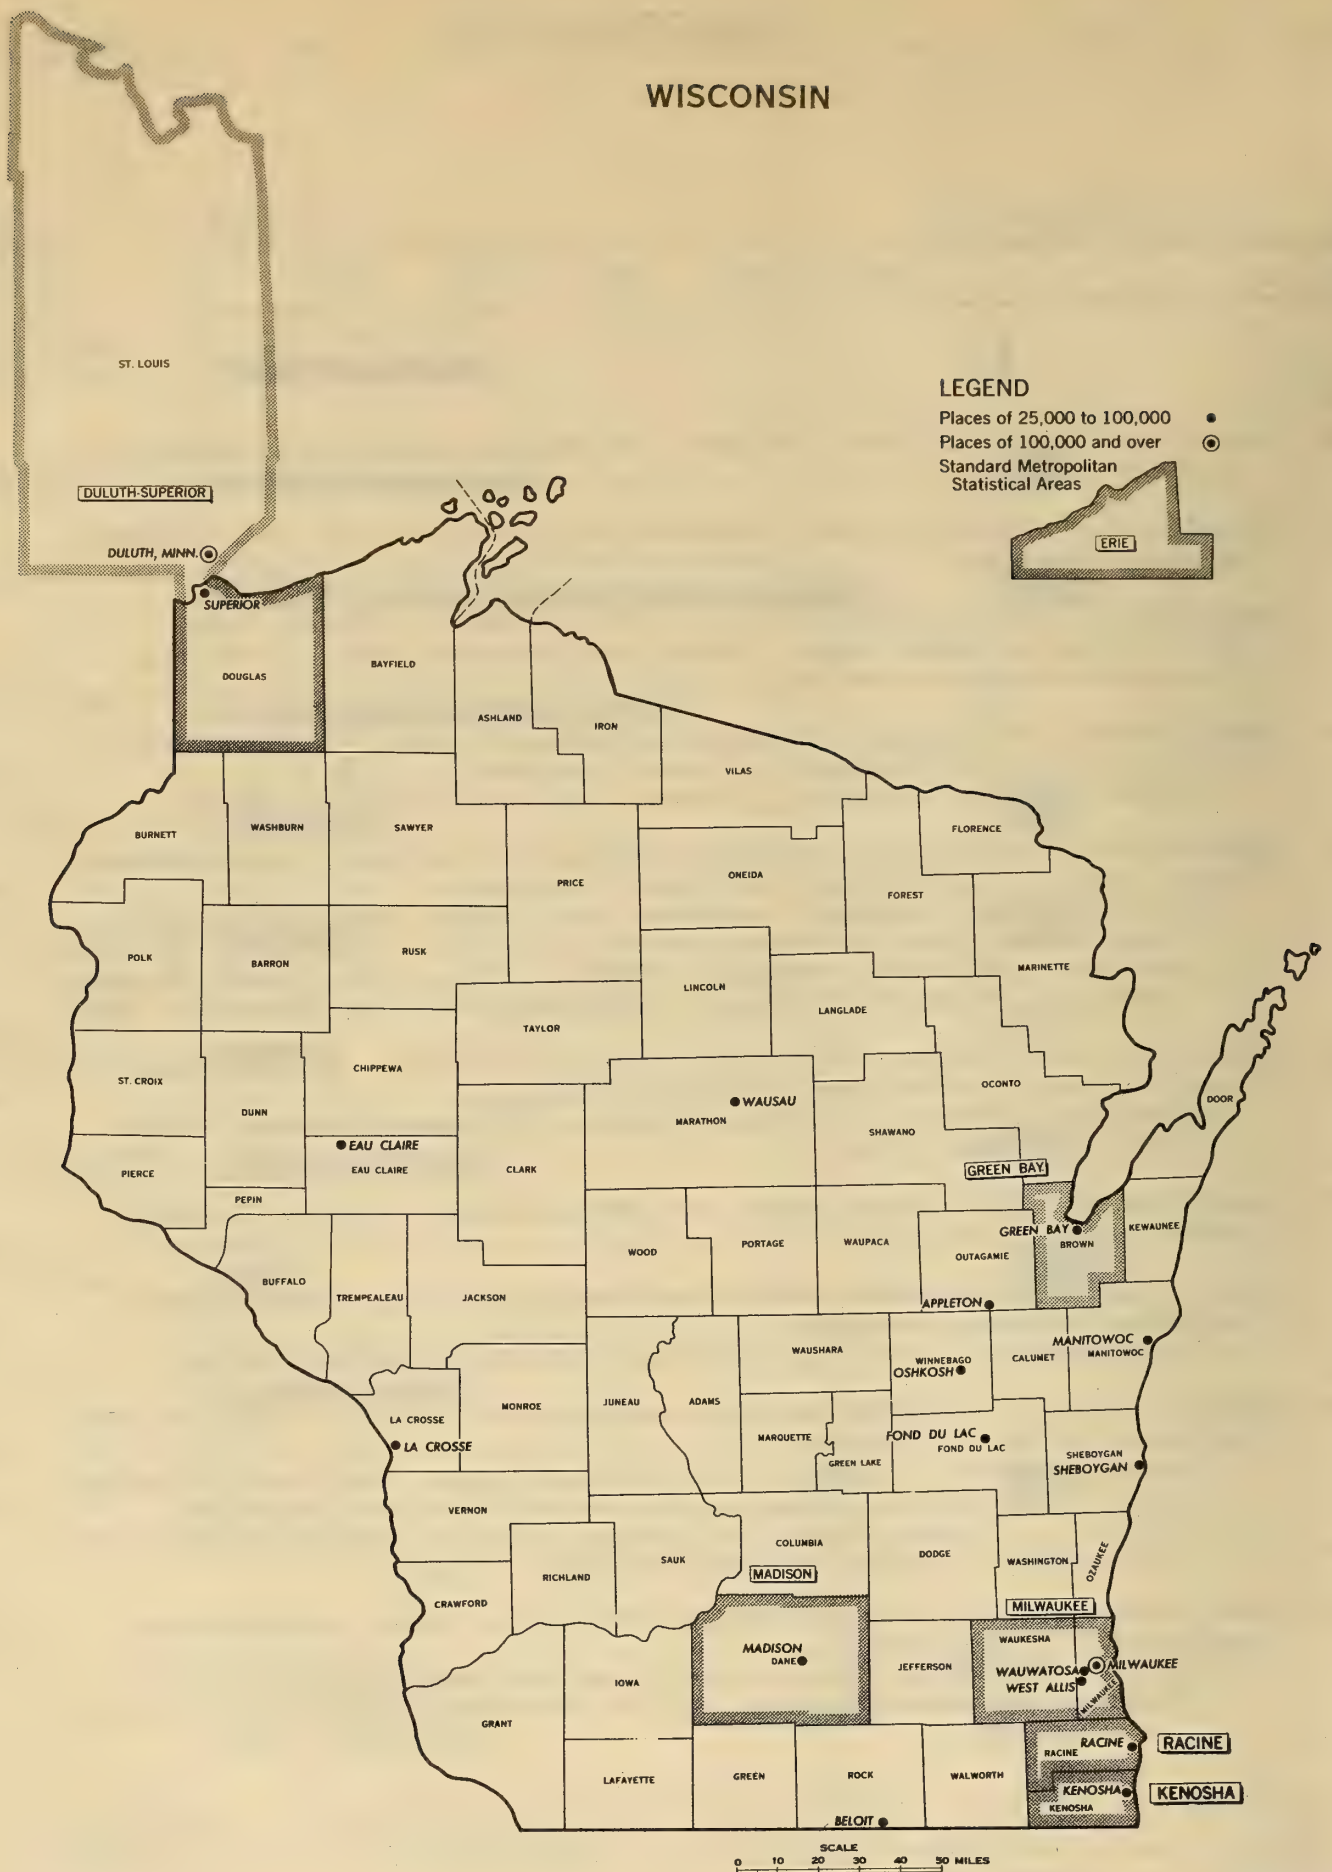 WISCONSIN
ST. LOUIS
LEGEND
Places of 25,000 to 100,000
Places of 100,000 and over
Standard Metropolitan
Statistical Areas
ERIE
DULUTH-SUPERIOR
DULUTH, MINN.
SUPERIOR
DOUGLAS
BAYFIELD
ASHLAND
IRON
VILAS
BURNETT
WASHBURN
SAWYER
FLORENCE
PRICE
ONEIDA
FOREST
POLK
BARRON
RUSK
MARINETTE
LINCOLN
LANGLADE
TAYLOR
ST. CROIX
CHIPPEWA
OCONTO
DOOR
DUNN
WAUSAU
MARATHON
SHAWANO
EAU CLAIRE
EAU CLAIRE
CLARK
PIERCE
GREEN BAY
PEPIN
GREEN BAY
BROWN
KEWAUNEE
WOOD
PORTAGE
WAUPACA
OUTAGAMIE
BUFFALO
TREMPEALEAU
JACKSON
APPLETON
MANITOWOC
MANITOWOC
WAUSHARA
WINNEBAGO
OSHKOSH
CALUMET
LA CROSSE
MONROE
JUNEAU
ADAMS
LA CROSSE
MARQUETTE
GREEN LAKE
FOND DU LAC
FOND DU LAC
SHEBOYGAN
SHEBOYGAN
VERNON
SAUK
COLUMBIA
DODGE
WASHINGTON
OZAUKEE
RICHLAND
MADISON
CRAWFORD
MILWAUKEE
MADISON
DANE
JEFFERSON
WAUKESHA
WAUWATOSA
MILWAUKEE
WEST ALLIS
MILWAUKEE
IOWA
GRANT
RACINE
RACINE
RACINE
LAFAYETTE
GREEN
ROCK
WALWORTH
KENOSHA
KENOSHA
KENOSHA
BELOIT
SCALE
0 10 20 30 40 50 MILES